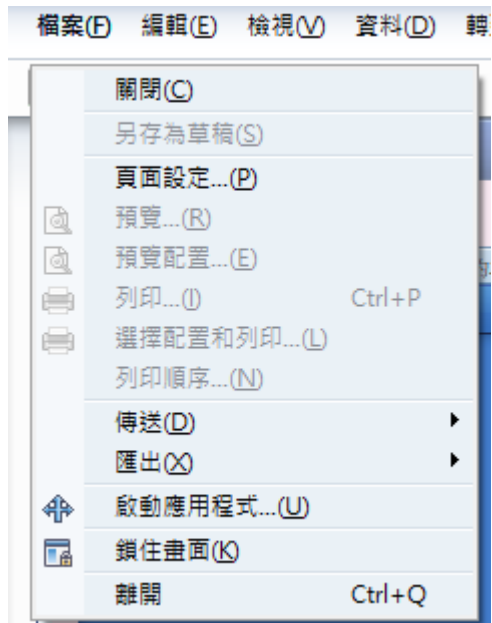 檔案(F) 編輯(E) 檢視(V) 資料(D)
關閉(C)
另存為草稿(S)
頁面設定...(P)
預覽...(R)
預覽配置...(E)
列印...(I) Ctrl+P
選擇配置和列印...(L)
列印順序...(N)
傳送(D)
匯出(X)
啟動應用程式...(U)
鎖住畫面(K)
離開 Ctrl+Q